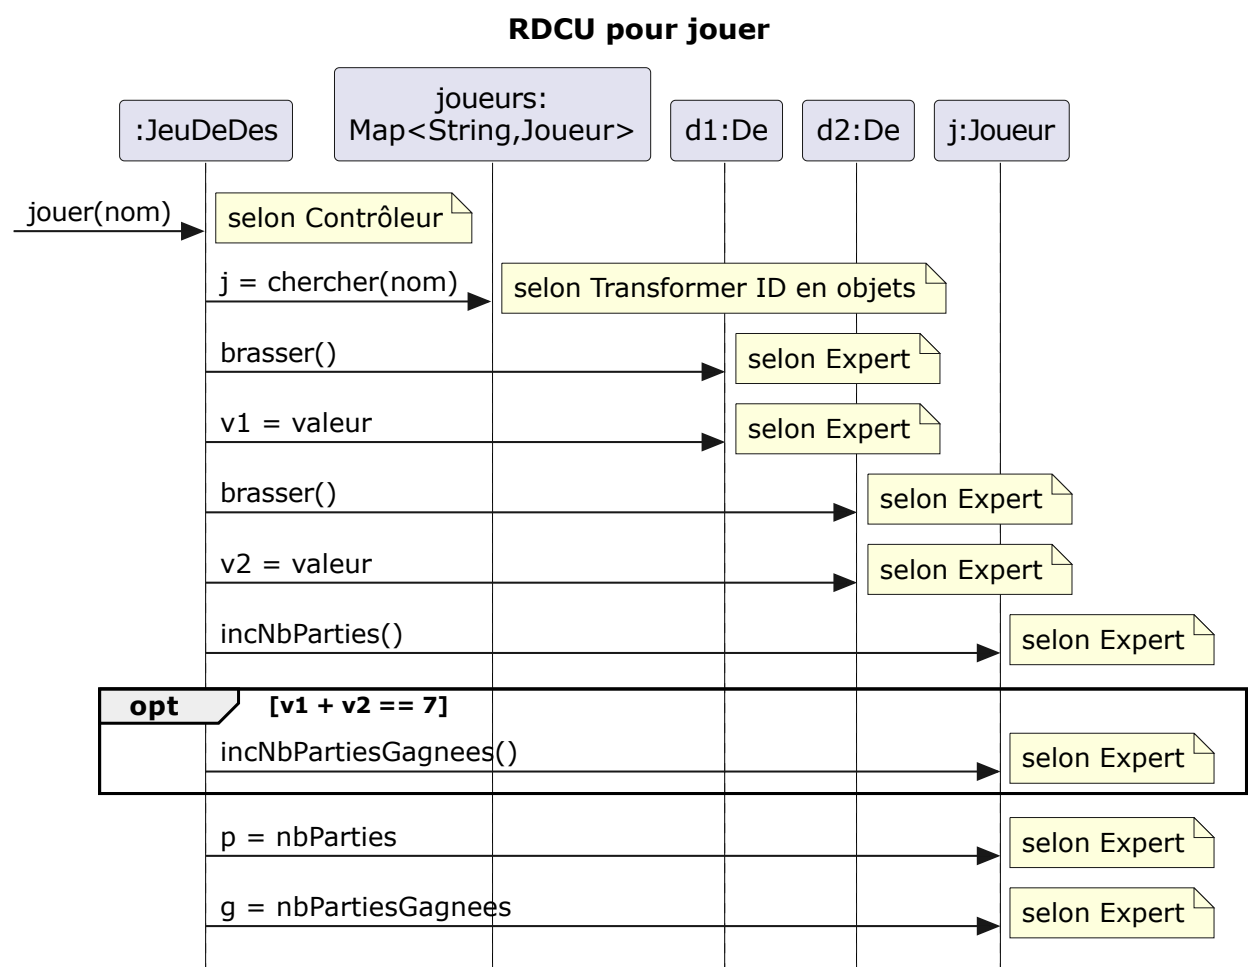 RDCU pour jouer
:JeuDeDes
joueurs:
Map<String,Joueur>
d1:De
d2:De
j:Joueur
jouer(nom)
selon Contrôleur
j = chercher(nom)
selon Transformer ID en objets
brasser()
selon Expert
v1 = valeur
selon Expert
brasser()
selon Expert
v2 = valeur
selon Expert
incNbParties()
selon Expert
opt
[v1 + v2 == 7]
incNbPartiesGagnees()
selon Expert
p = nbParties
selon Expert
g = nbPartiesGagnees
selon Expert